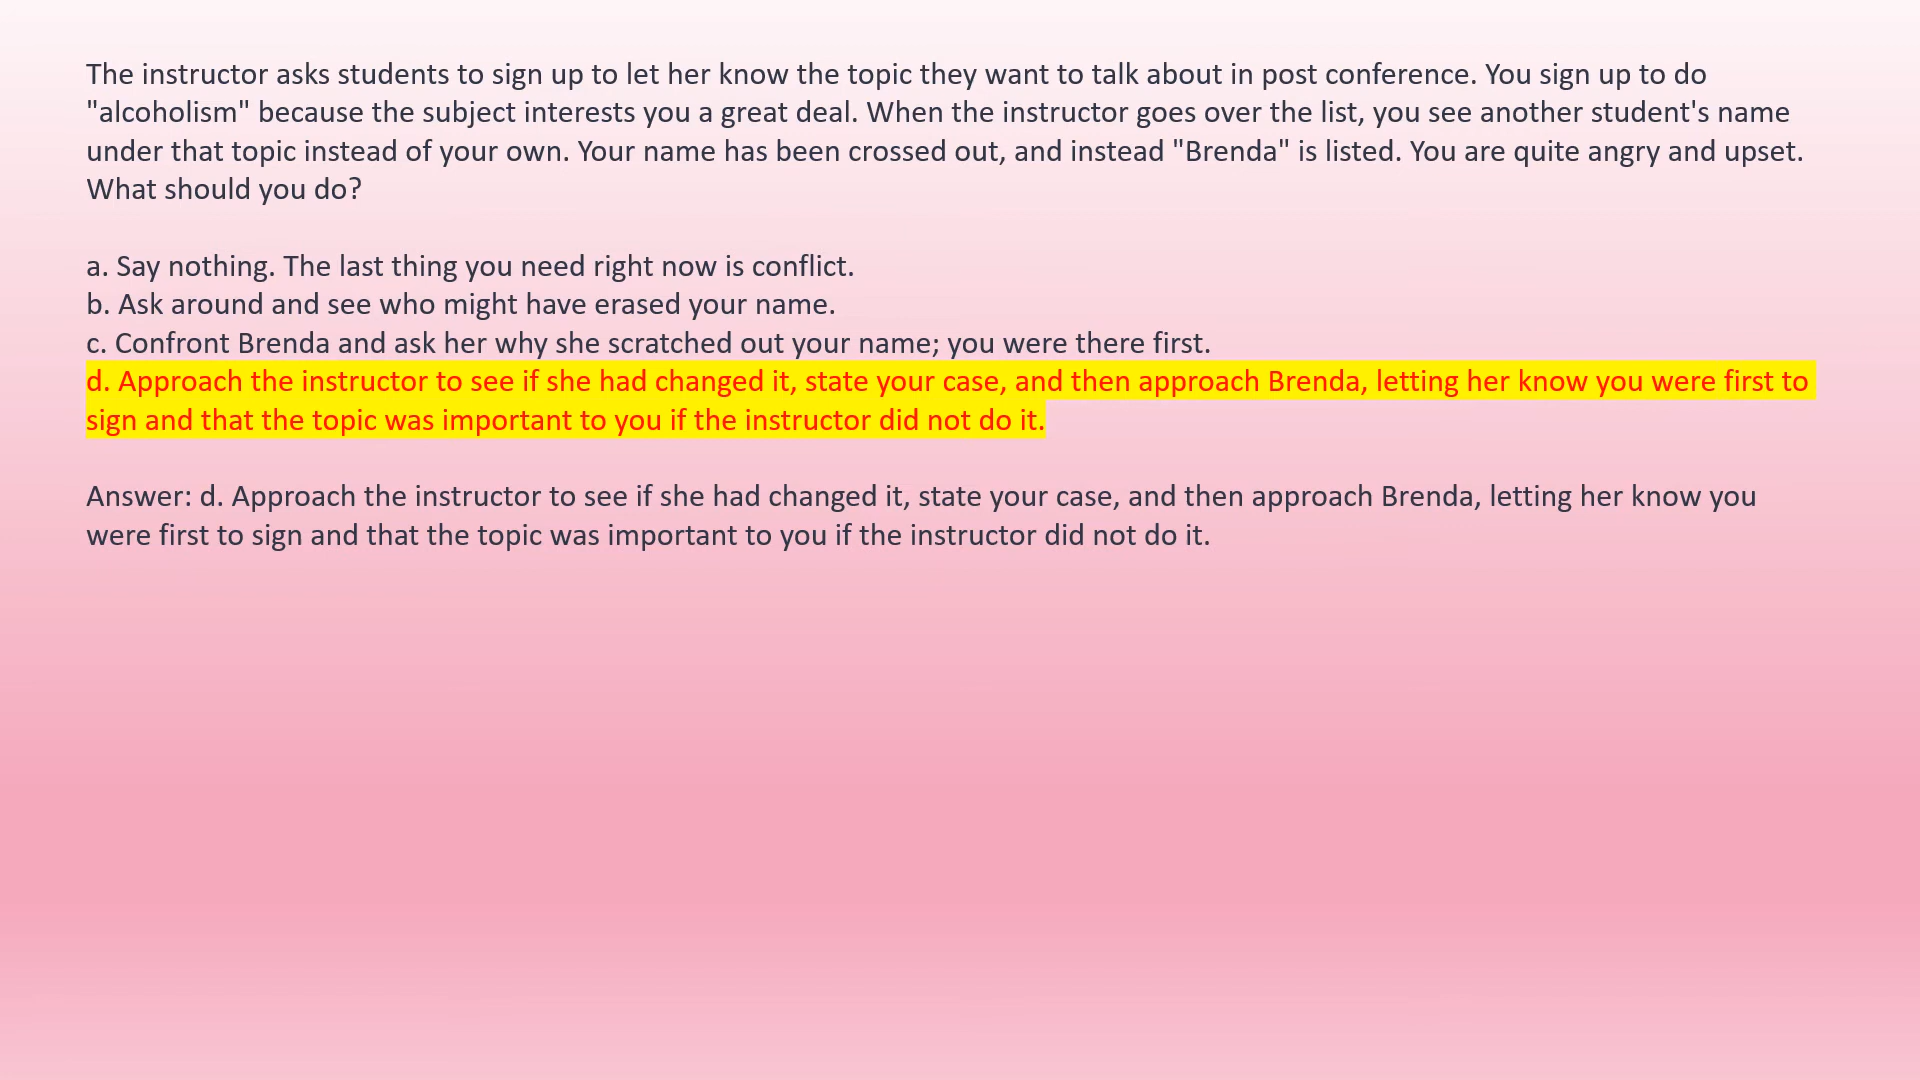 The instructor asks students to sign up to let her know the topic they want to talk about in post conference. You sign up to do
"alcoholism" because the subject interests you a great deal. When the instructor goes over the list, you see another student's name
under that topic instead of your own. Your name has been crossed out, and instead "Brenda" is listed. You are quite angry and upset.
What should you do?
a. Say nothing. The last thing you need right now is conflict.
b. Ask around and see who might have erased your name.
c. Confront Brenda and ask her why she scratched out your name; you were there first.
d. Approach the instructor to see if she had changed it, state your case, and then approach Brenda, letting her know you were first to
sign and that the topic was important to you if the instructor did not do it.
Answer: d. Approach the instructor to see if she had changed it, state your case, and then approach Brenda, letting her know you
were first to sign and that the topic was important to you if the instructor did not do it.